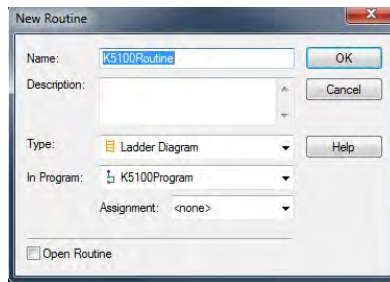 New Routine
Name: K5100Routine OK
Description: Cancel
Type: Ladder Diagram Help
In Program: K5100Program
Assignment: <none>
Open Routine